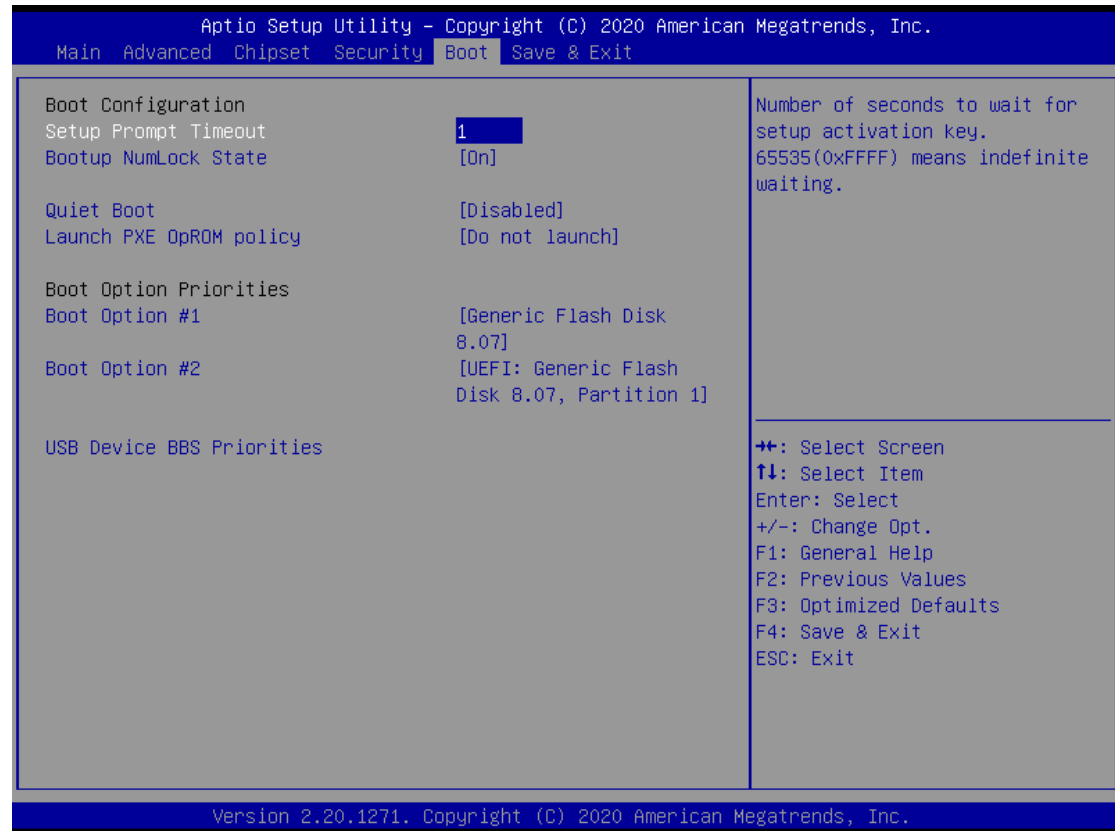 Aptio Setup Utility – Copyright (C) 2020 American Megatrends, Inc.
Main Advanced Chipset Security Boot Save & Exit
Boot Configuration
Setup Prompt Timeout 1
Bootup NumLock State [On]
Quiet Boot [Disabled]
Launch PXE OpROM policy [Do not launch]
Boot Option Priorities
Boot Option #1 [Generic Flash Disk
8.07]
Boot Option #2 [UEFI: Generic Flash
Disk 8.07, Partition 1]
USB Device BBS Priorities
Number of seconds to wait for
setup activation key.
65535(0xFFFF) means indefinite
waiting.
→←: Select Screen
↑↓: Select Item
Enter: Select
+/-: Change Opt.
F1: General Help
F2: Previous Values
F3: Optimized Defaults
F4: Save & Exit
ESC: Exit
Version 2.20.1271. Copyright (C) 2020 American Megatrends, Inc.